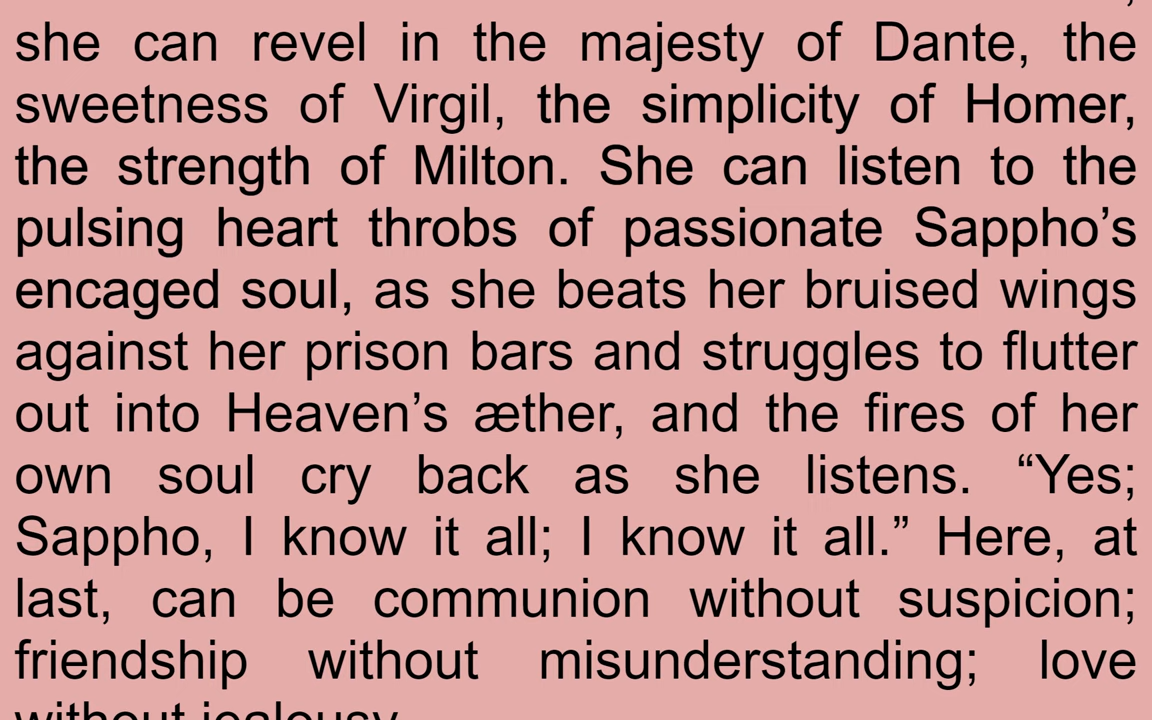 she can revel in the majesty of Dante, the
sweetness of Virgil, the simplicity of Homer,
the strength of Milton. She can listen to the
pulsing heart throbs of passionate Sappho’s
encaged soul, as she beats her bruised wings
against her prison bars and struggles to flutter
out into Heaven’s æther, and the fires of her
own soul cry back as she listens. “Yes;
Sappho, I know it all; I know it all.” Here, at
last, can be communion without suspicion;
friendship without misunderstanding; love
without jealousy.